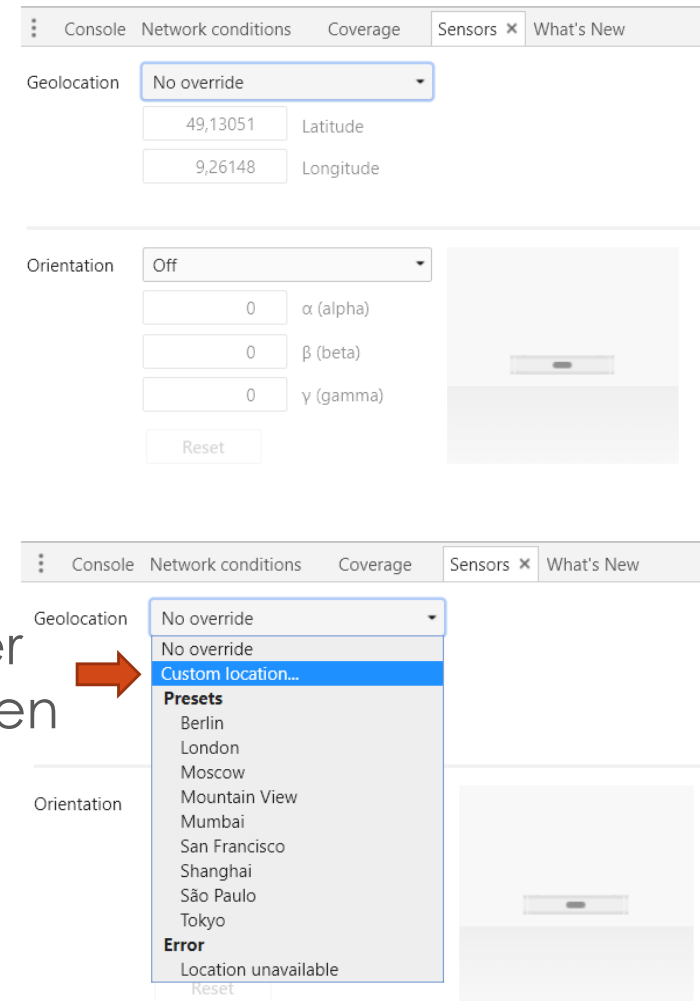 Console Network conditions Coverage Sensors × What's New
Geolocation No override
49,13051 Latitude
9,26148 Longitude
Orientation Off
0 α (alpha)
0 β (beta)
0 γ (gamma)
Reset
Console Network conditions Coverage Sensors × What's New
Geolocation No override
er
No override
Custom location...
en
Presets
Berlin
London
Moscow
Orientation
Mountain View
Mumbai
San Francisco
Shanghai
São Paulo
Tokyo
Error
Location unavailable
Reset